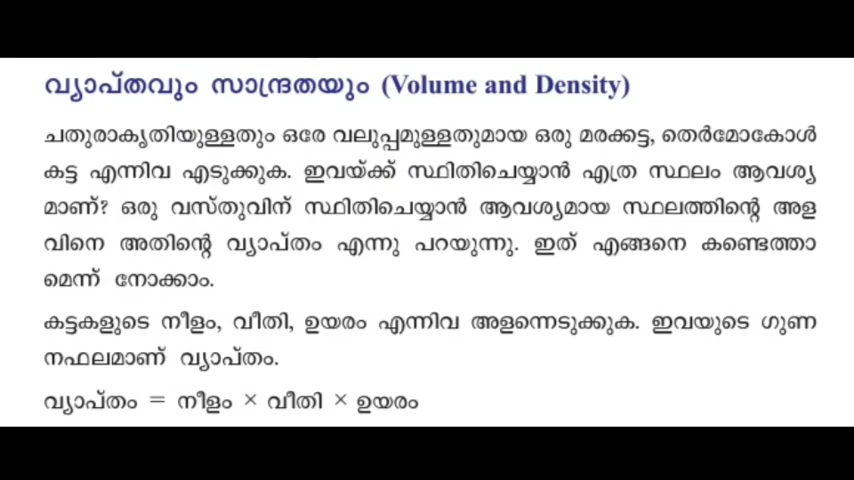 വ്യാപ്തവും സാന്ദ്രതയും (Volume and Density)
ചതുരാകൃതിയുള്ളതും ഒരേ വലുപ്പമുള്ളതുമായ ഒരു മരക്കട്ട, തെർമോകോൾ
കട്ട എന്നിവ എടുക്കുക. ഇവയ്ക്ക് സ്ഥിതിചെയ്യാൻ എത്ര സ്ഥലം ആവശ്യ
മാണ്? ഒരു വസ്തുവിന് സ്ഥിതിചെയ്യാൻ ആവശ്യമായ സ്ഥലത്തിന്റെ അള
വിനെ അതിന്റെ വ്യാപ്തം എന്നു പറയുന്നു. ഇത് എങ്ങനെ കണ്ടെത്താ
മെന്ന് നോക്കാം.
കട്ടകളുടെ നീളം, വീതി, ഉയരം എന്നിവ അളന്നെടുക്കുക. ഇവയുടെ ഗുണ
നഫലമാണ് വ്യാപ്തം.
വ്യാപ്തം = നീളം × വീതി × ഉയരം